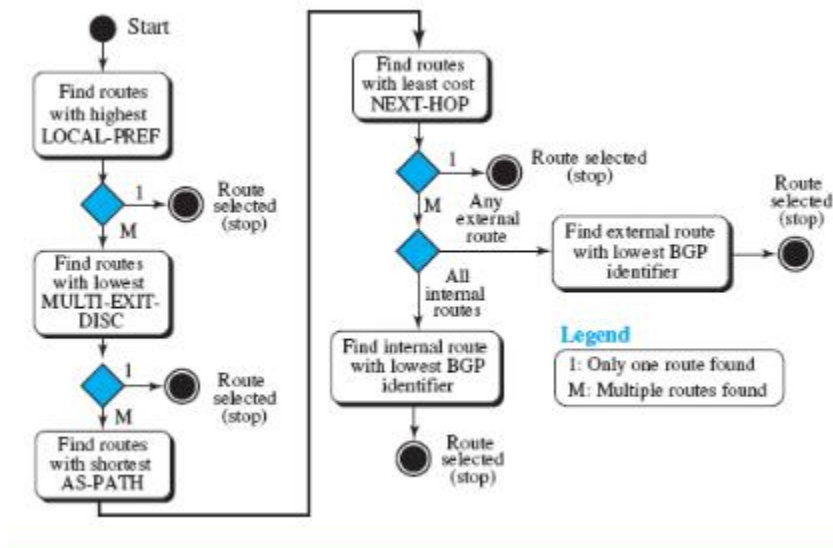 Start
Find routes
with highest
LOCAL-PREF
1
Route
selected
(stop)
M
Find routes
with lowest
MULTI-EXIT-
DISC
1
Route
selected
(stop)
M
Find routes
with shortest
AS-PATH
Find routes
with least cost
NEXT-HOP
1
Route selected
(stop)
M
Any
external
route
Find external route
with lowest BGP
identifier
Route
selected
(stop)
All
internal
routes
Find internal route
with lowest BGP
identifier
Route
selected
(stop)
Legend
1: Only one route found
M: Multiple routes found